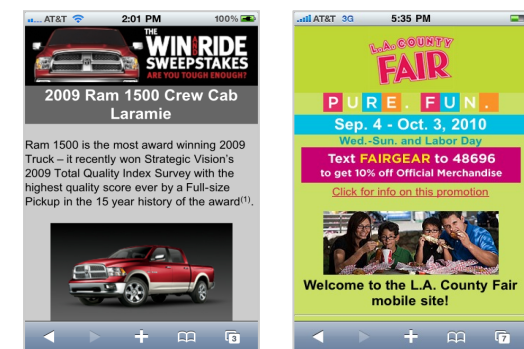 AT&T 2:01 PM 100%
THE
WIN & RIDE
SWEEPSTAKES
ARE YOU TOUGH ENOUGH?
2009 Ram 1500 Crew Cab
Laramie
Ram 1500 is the most award winning 2009
Truck – it recently won Strategic Vision's
2009 Total Quality Index Survey with the
highest quality score ever by a Full-size
Pickup in the 15 year history of the award(1).
3
AT&T 3G 5:35 PM
L.A. COUNTY
FAIR
PURE. FUN.
Sep. 4 - Oct. 3, 2010
Wed.-Sun. and Labor Day
Text FAIRGEAR to 48696
to get 10% off Official Merchandise
Click for info on this promotion
Welcome to the L.A. County Fair
mobile site!
7